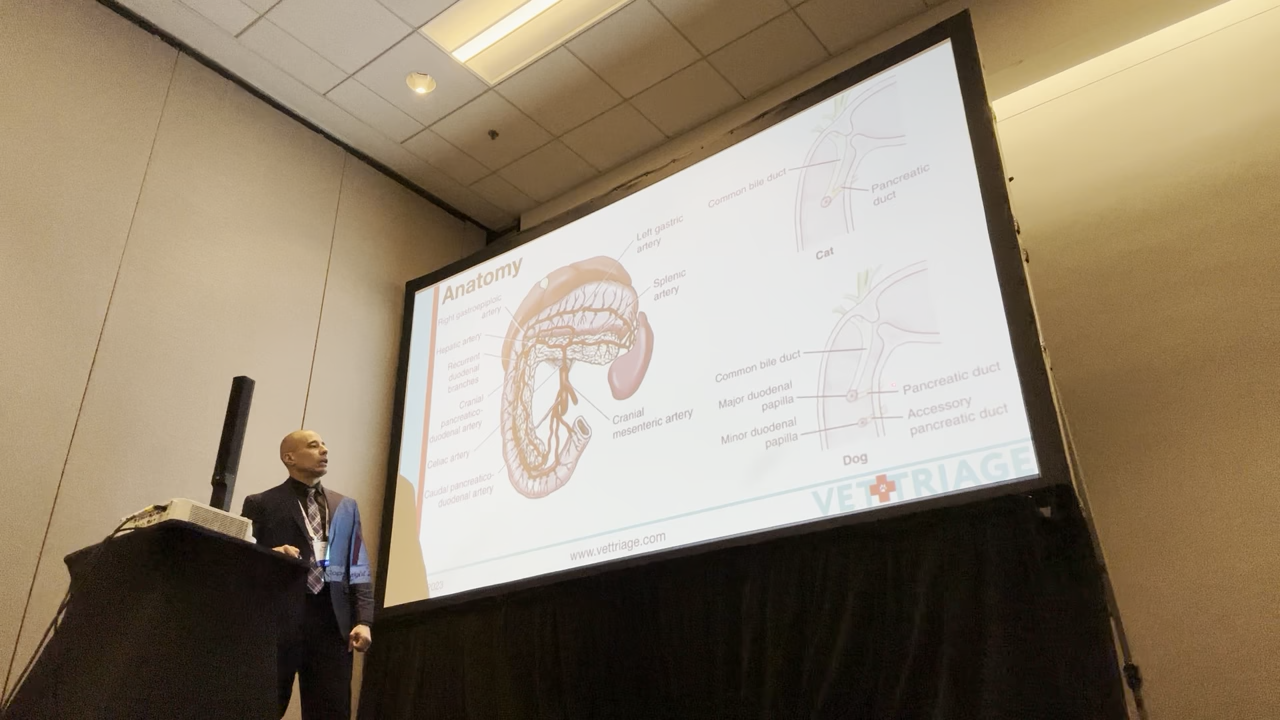 Anatomy
Right gastroepiploic
artery
Hepatic artery
Recurrent
duodenal
branches
Cranial
pancreatico-
duodenal artery
Celiac artery
Caudal pancreatico-
duodenal artery
Left gastric
artery
Splenic
artery
Cranial
mesenteric artery
Common bile duct
Pancreatic
duct
Cat
Common bile duct
Major duodenal
papilla
Minor duodenal
papilla
Pancreatic duct
Accessory
pancreatic duct
Dog
VET TRIAGE
www.vettriage.com